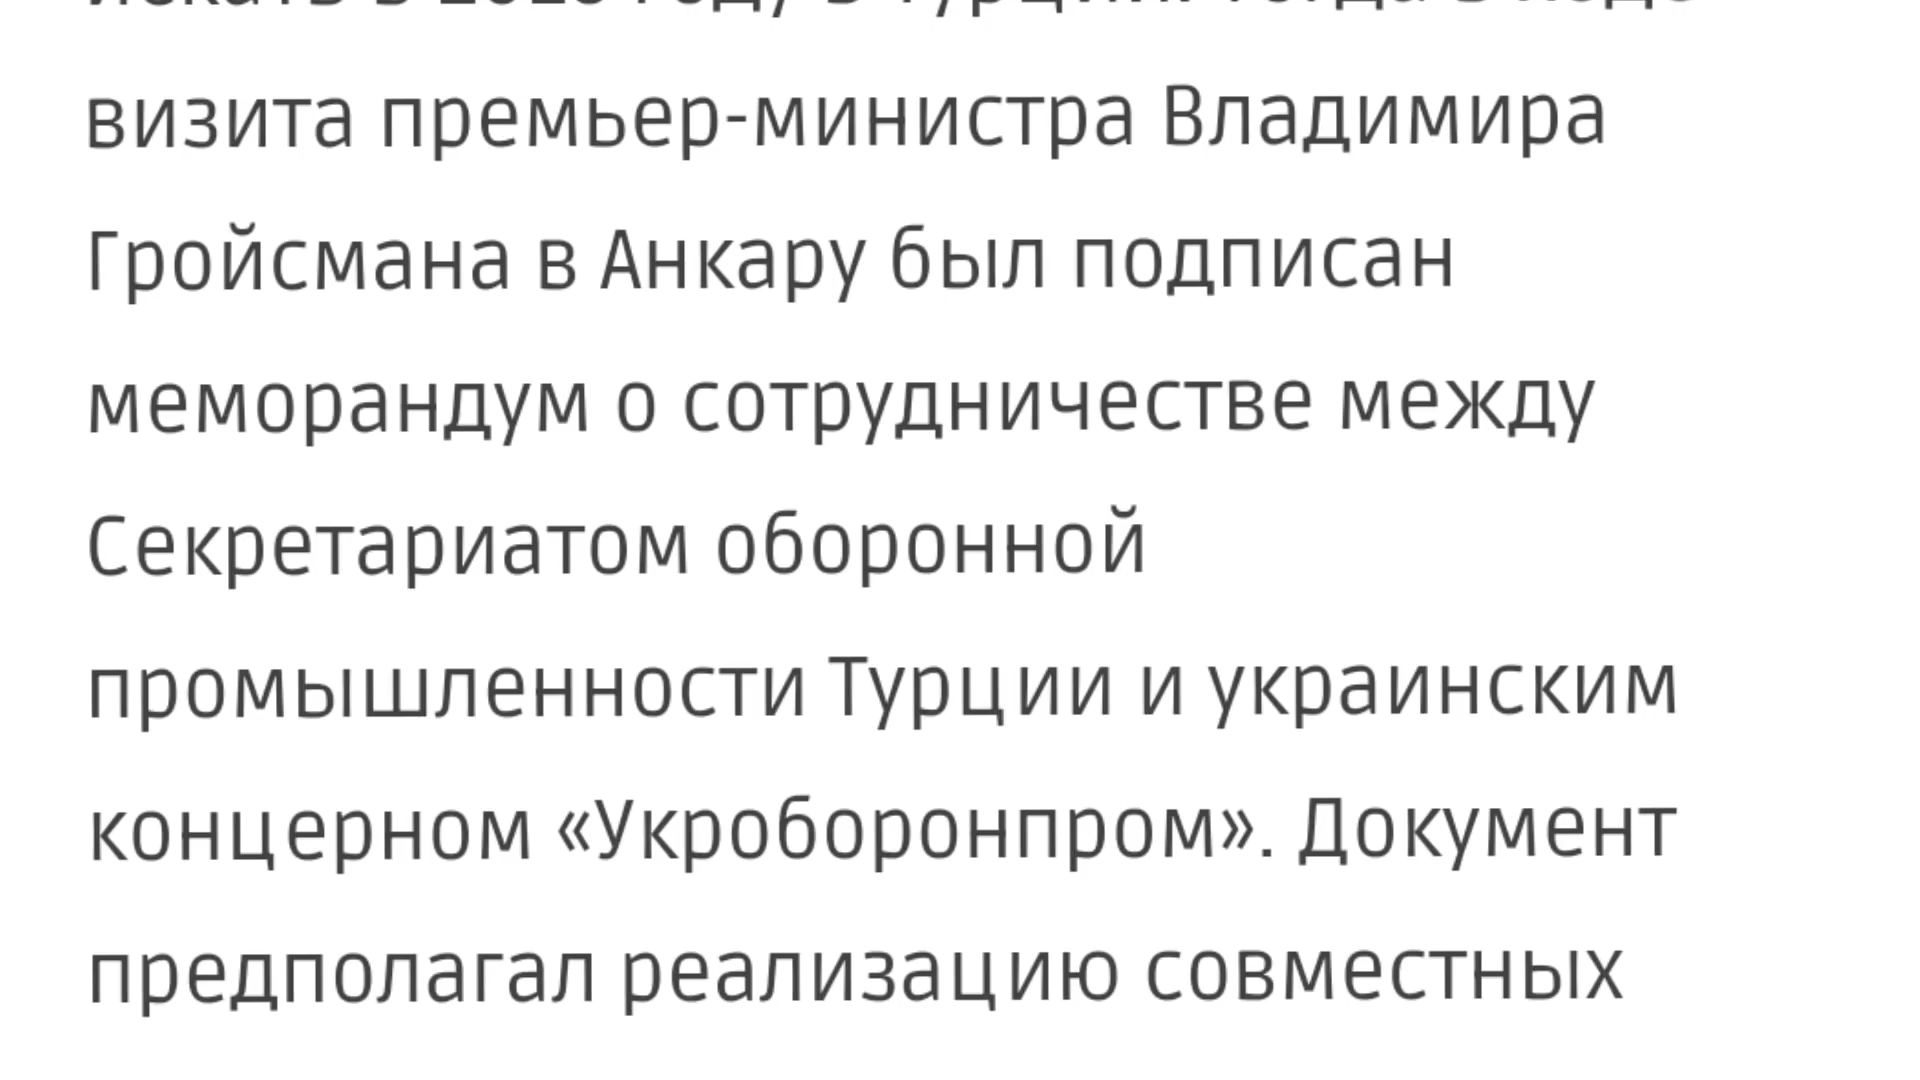 визита премьер-министра Владимира
Гройсмана в Анкару был подписан
меморандум о сотрудничестве между
Секретариатом оборонной
промышленности Турции и украинским
концерном «Укроборонпром». Документ
предполагал реализацию совместных